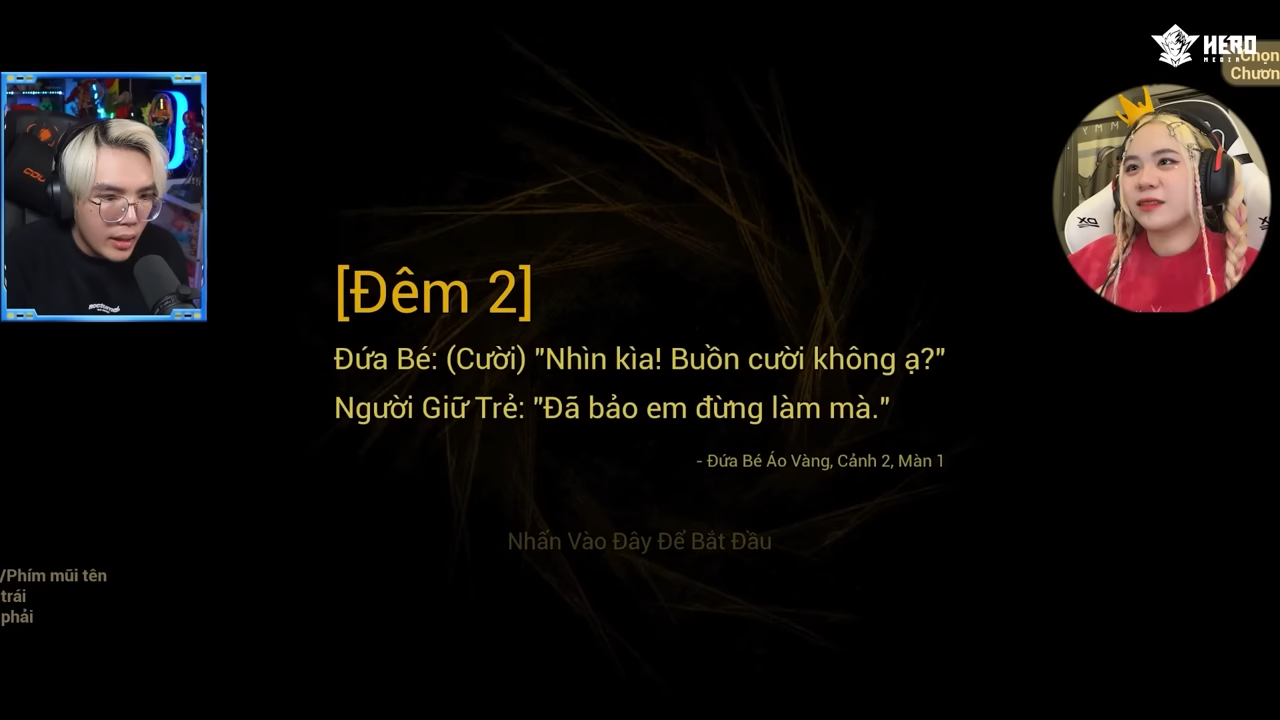 HERO
MEDIA
Chọn
Chươn
[Đêm 2]
Đứa Bé: (Cười) "Nhìn kìa! Buồn cười không ạ?"
Người Giữ Trẻ: "Đã bảo em đừng làm mà."
- Đứa Bé Áo Vàng, Cảnh 2, Màn 1
Nhấn Vào Đây Để Bắt Đầu
/Phím mũi tên
trái
phải